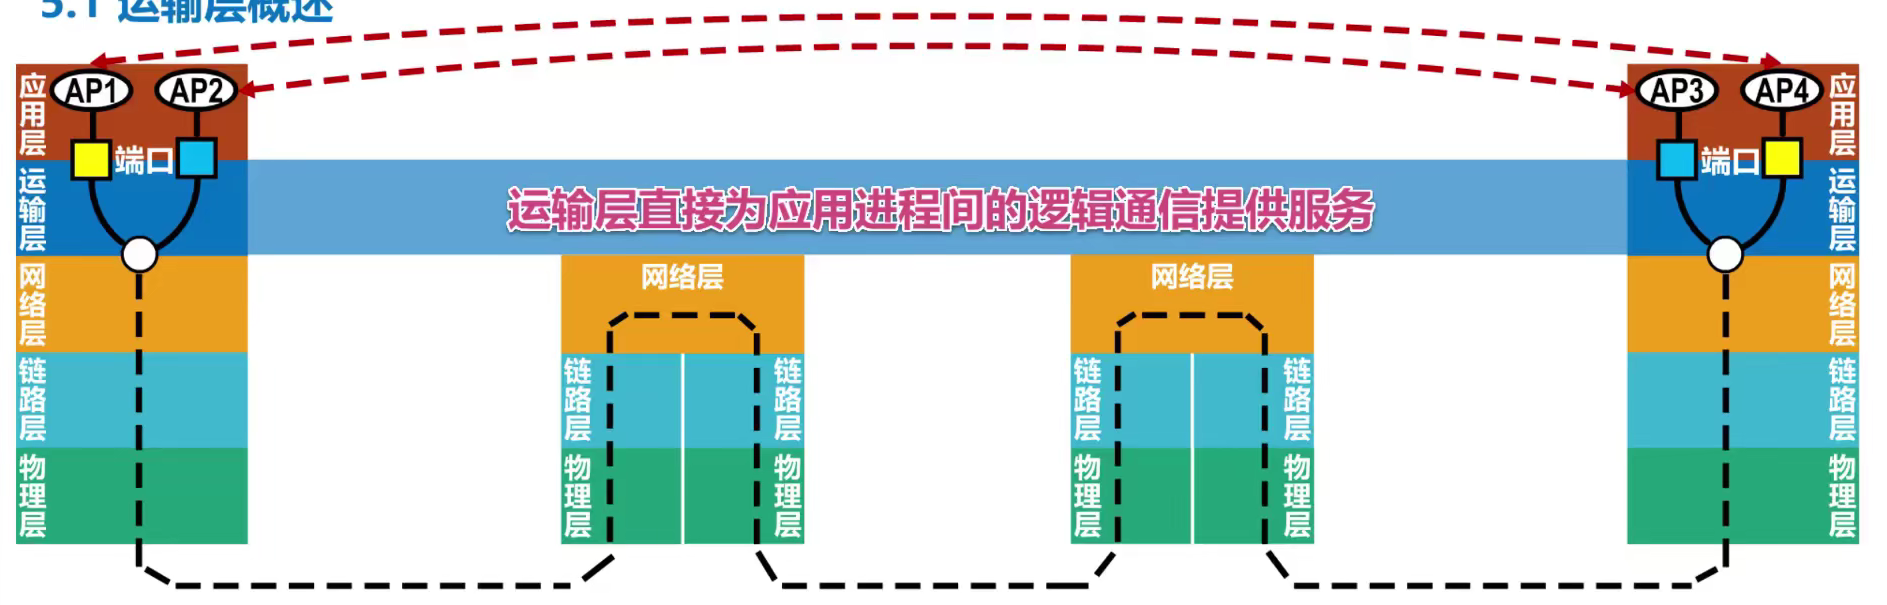 5.1 运输层概述
AP1
AP2
AP3
AP4
应用层
端口
端口
应用层
运输层
运输层直接为应用进程间的逻辑通信提供服务
运输层
网络层
网络层
网络层
网络层
链路层
链路层
链路层
链路层
链路层
链路层
物理层
物理层
物理层
物理层
物理层
物理层